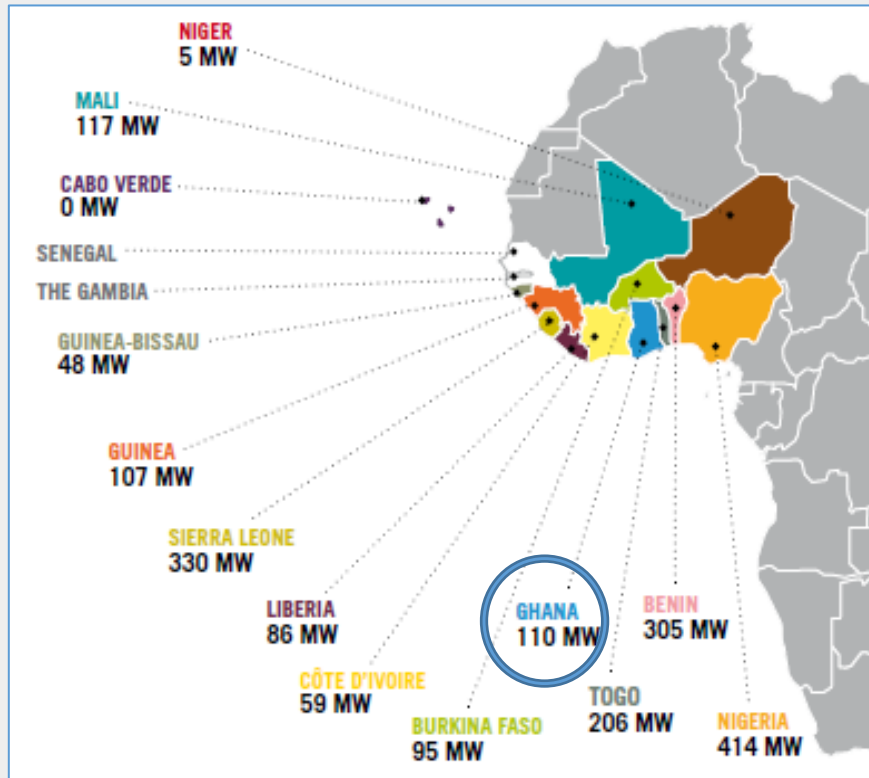 NIGER
5 MW
MALI
117 MW
CABO VERDE
0 MW
SENEGAL
THE GAMBIA
GUINEA-BISSAU
48 MW
GUINEA
107 MW
SIERRA LEONE
330 MW
LIBERIA
86 MW
CÔTE D'IVOIRE
59 MW
BURKINA FASO
95 MW
GHANA
110 MW
TOGO
206 MW
BENIN
305 MW
NIGERIA
414 MW